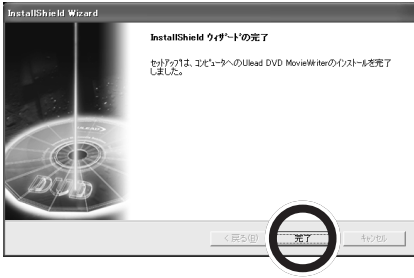 InstallShield Wizard
InstallShield ウィザードの完了
セットアップは、コンピュータへのUlead DVD MovieWriterのインストールを完了
しました。
DVD
< 戻る(B)
完了
キャンセル